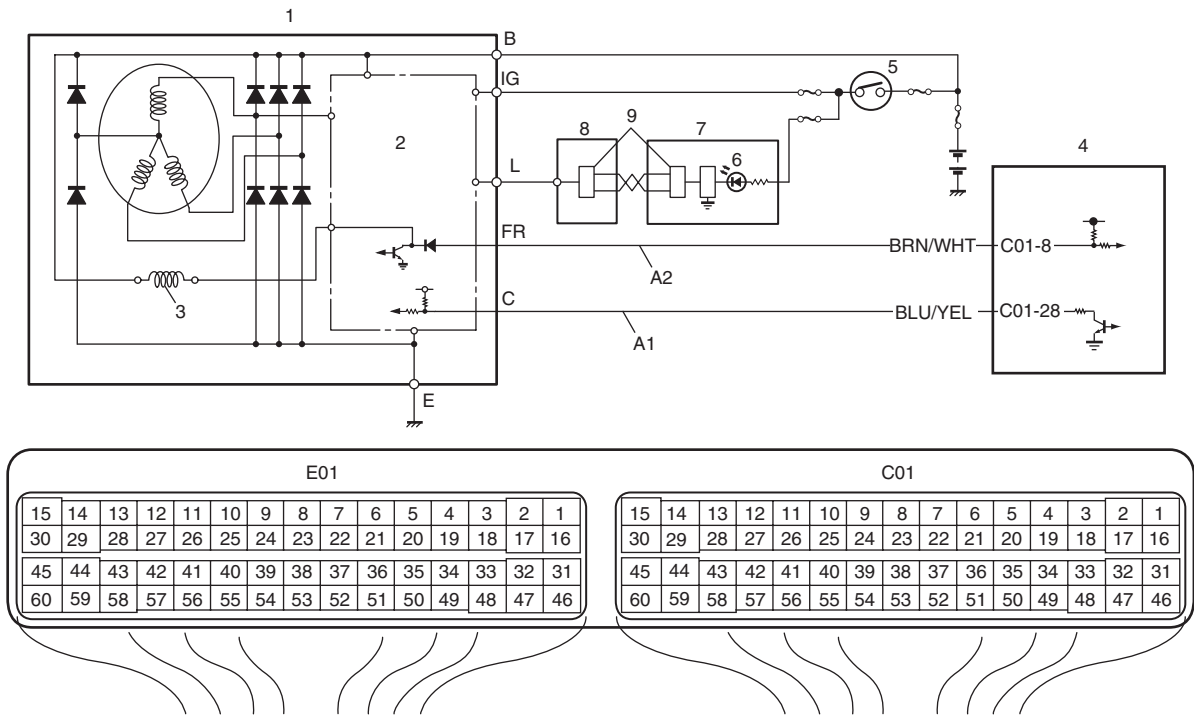 1
B
IG
5
8
9
7
6
2
L
4
FR
BRN/WHT
C01-8
A2
3
C
BLU/YEL
C01-28
A1
E
E01
C01
15 14 13 12 11 10 9 8 7 6 5 4 3 2 1
30 29 28 27 26 25 24 23 22 21 20 19 18 17 16
45 44 43 42 41 40 39 38 37 36 35 34 33 32 31
60 59 58 57 56 55 54 53 52 51 50 49 48 47 46
15 14 13 12 11 10 9 8 7 6 5 4 3 2 1
30 29 28 27 26 25 24 23 22 21 20 19 18 17 16
45 44 43 42 41 40 39 38 37 36 35 34 33 32 31
60 59 58 57 56 55 54 53 52 51 50 49 48 47 46